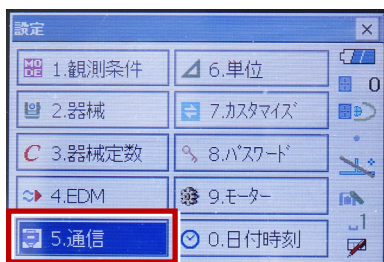 設定
MO
DE 1.観測条件
6.単位
0
2.器械
7.カスタマイズ
C 3.器械定数
8.パスワード
4.EDM
9.モーター
5.通信
0.日付時刻
1